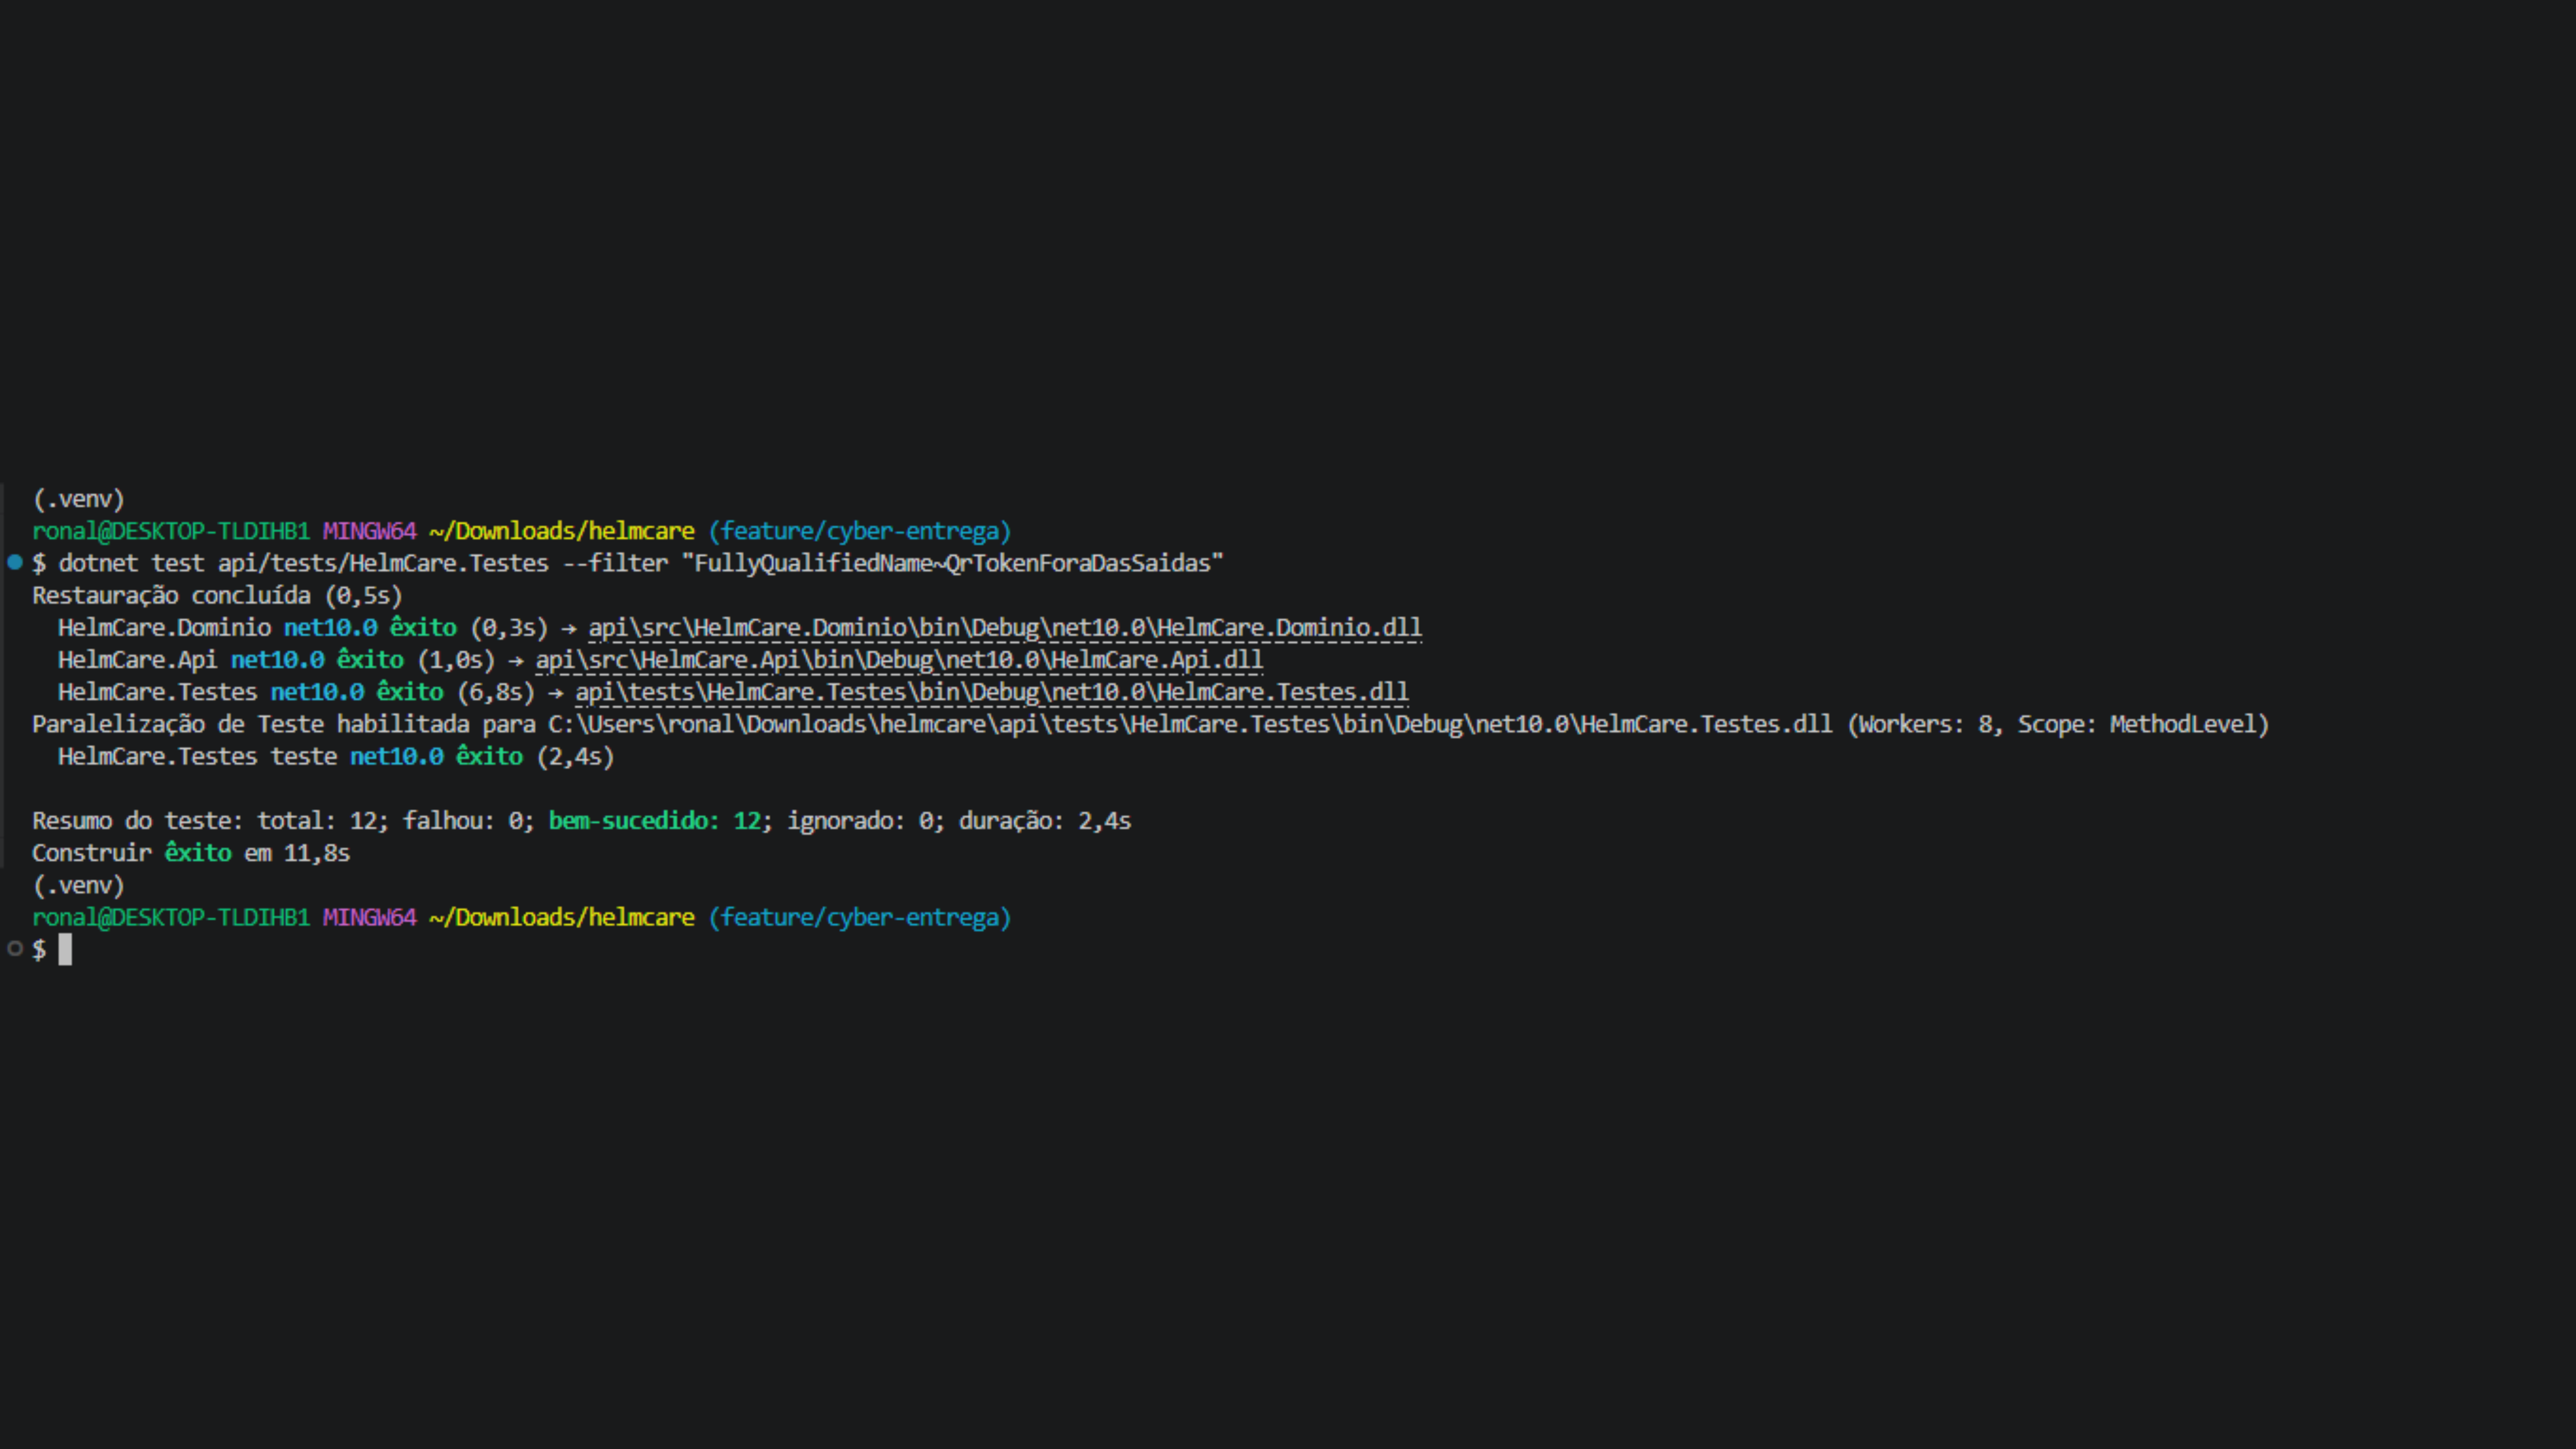 (.venv)
ronal@DESKTOP-TLDIHB1 MINGW64 ~/Downloads/helmcare (feature/cyber-entrega)
$ dotnet test api/tests/HelmCare.Testes --filter "FullyQualifiedName~QrTokenForaDasSaidas"
Restauração concluída (0,5s)
  HelmCare.Dominio net10.0 êxito (0,3s) → api\src\HelmCare.Dominio\bin\Debug\net10.0\HelmCare.Dominio.dll
  HelmCare.Api net10.0 êxito (1,0s) → api\src\HelmCare.Api\bin\Debug\net10.0\HelmCare.Api.dll
  HelmCare.Testes net10.0 êxito (6,8s) → api\tests\HelmCare.Testes\bin\Debug\net10.0\HelmCare.Testes.dll
Paralelização de Teste habilitada para C:\Users\ronal\Downloads\helmcare\api\tests\HelmCare.Testes\bin\Debug\net10.0\HelmCare.Testes.dll (Workers: 8, Scope: MethodLevel)
  HelmCare.Testes teste net10.0 êxito (2,4s)
Resumo do teste: total: 12; falhou: 0; bem-sucedido: 12; ignorado: 0; duração: 2,4s
Construir êxito em 11,8s
(.venv)
ronal@DESKTOP-TLDIHB1 MINGW64 ~/Downloads/helmcare (feature/cyber-entrega)
$